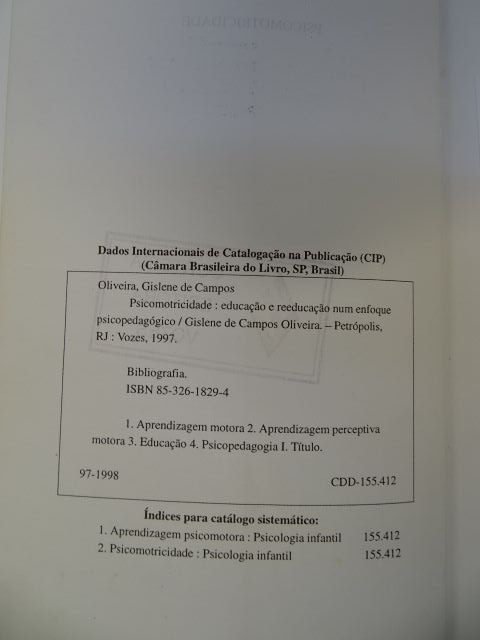 Dados Internacionais de Catalogação na Publicação (CIP)
(Câmara Brasileira do Livro, SP, Brasil)
Oliveira, Gislene de Campos
Psicomotricidade : educação e reeducação num enfoque
psicopedagógico / Gislene de Campos Oliveira. – Petrópolis,
RJ : Vozes, 1997.
Bibliografia.
ISBN 85-326-1829-4
1. Aprendizagem motora 2. Aprendizagem perceptiva
motora 3. Educação 4. Psicopedagogia I. Título.
97-1998 CDD-155.412
Índices para catálogo sistemático:
1. Aprendizagem psicomotora : Psicologia infantil 155.412
2. Psicomotricidade : Psicologia infantil 155.412